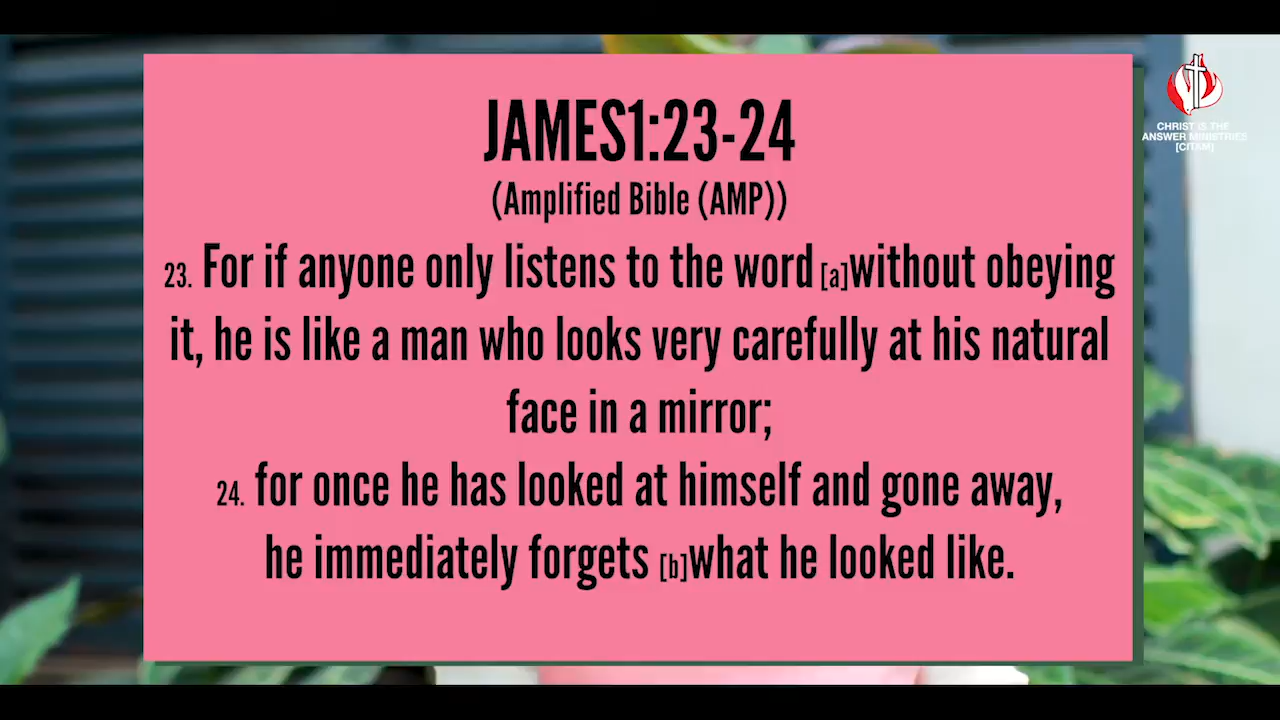 JAMES1:23-24
(Amplified Bible (AMP))
23. For if anyone only listens to the word [a]without obeying
it, he is like a man who looks very carefully at his natural
face in a mirror;
24. for once he has looked at himself and gone away,
he immediately forgets [b]what he looked like.
CHRIST IS THE
ANSWER MINISTRIES
[CITAM]